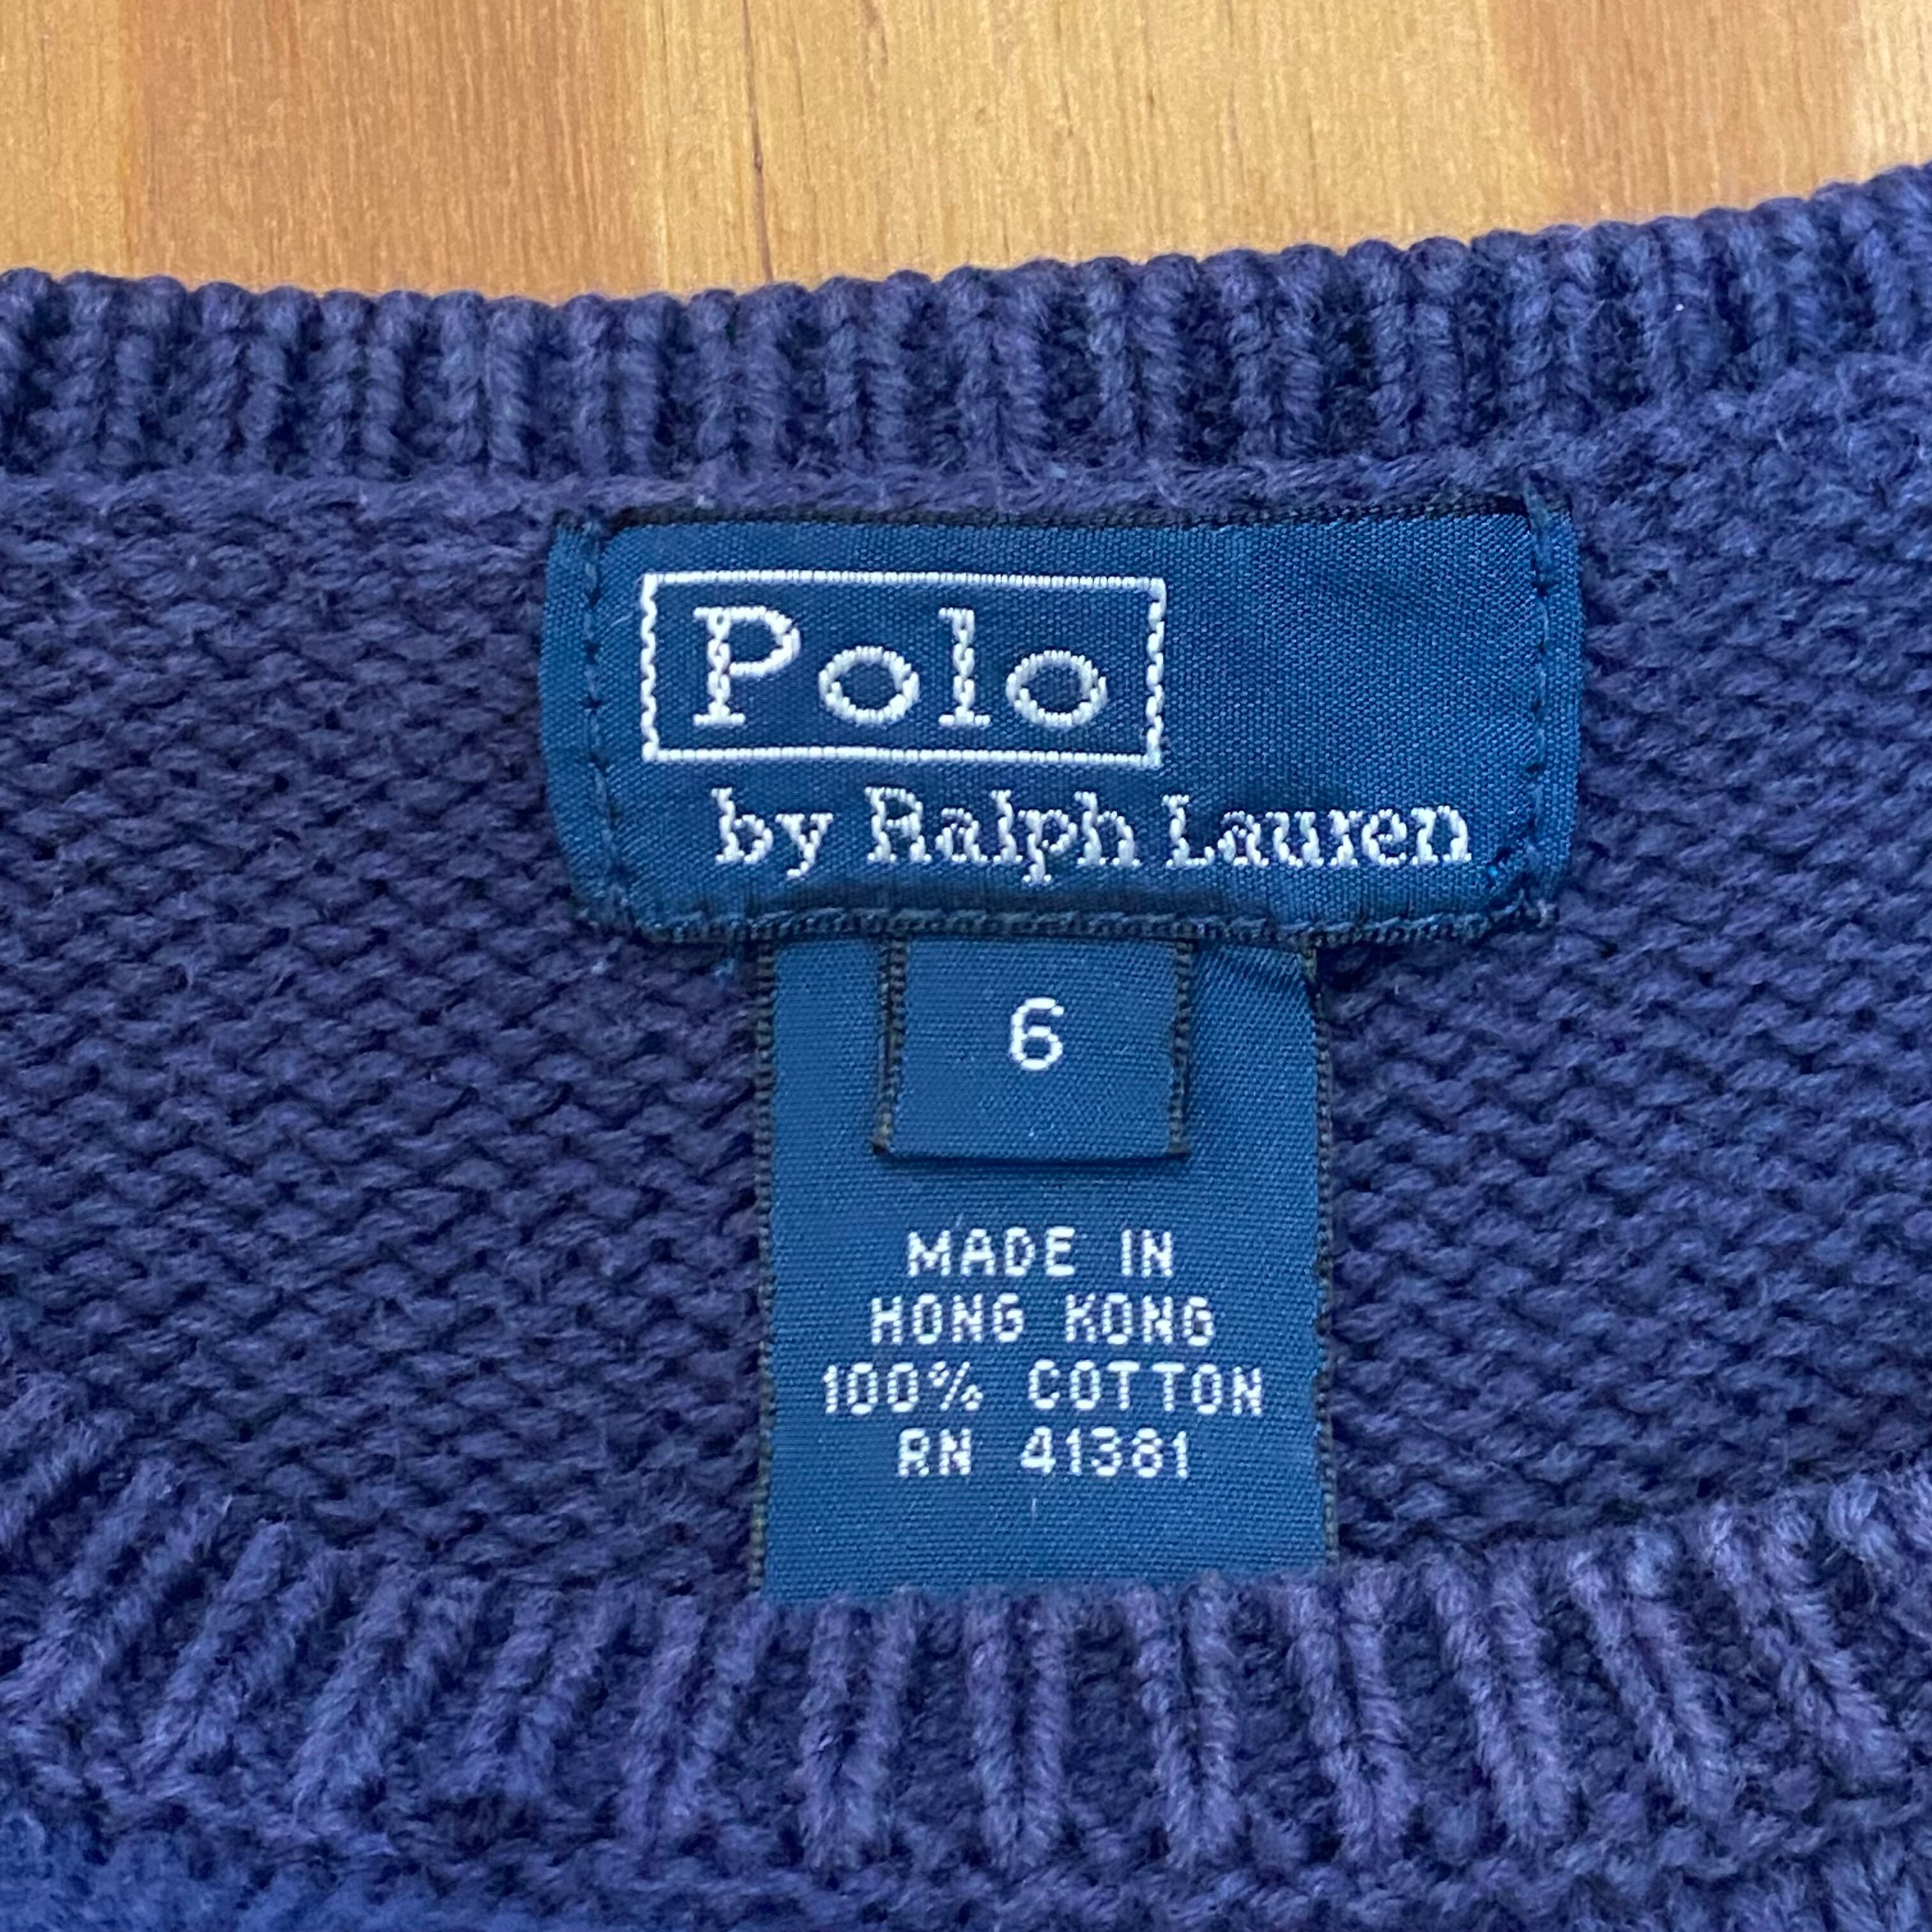 Polo
by Ralph Lauren
6
MADE IN
HONG KONG
100% COTTON
RN 41381